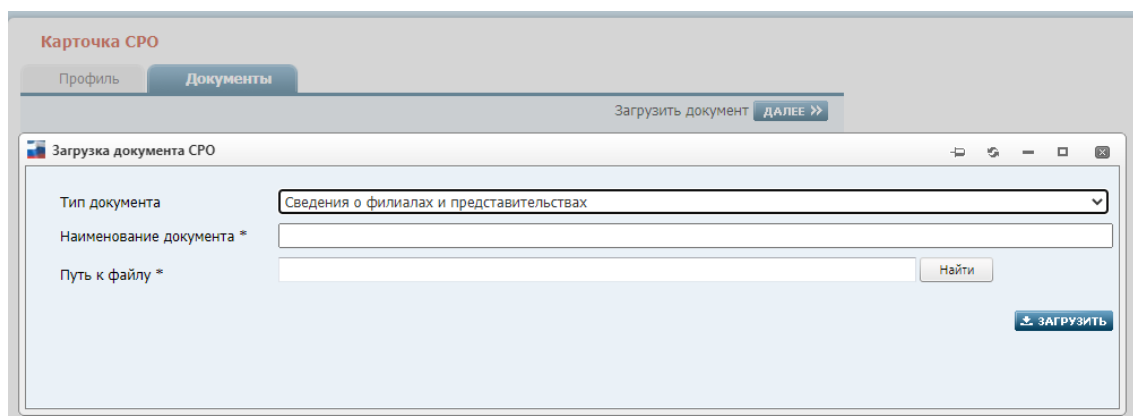 Карточка СРО
Профиль Документы
Загрузить документ ДАЛЕЕ >>
Загрузка документа СРО
Тип документа Сведения о филиалах и представительствах
Наименование документа *
Путь к файлу * Найти
ЗАГРУЗИТЬ